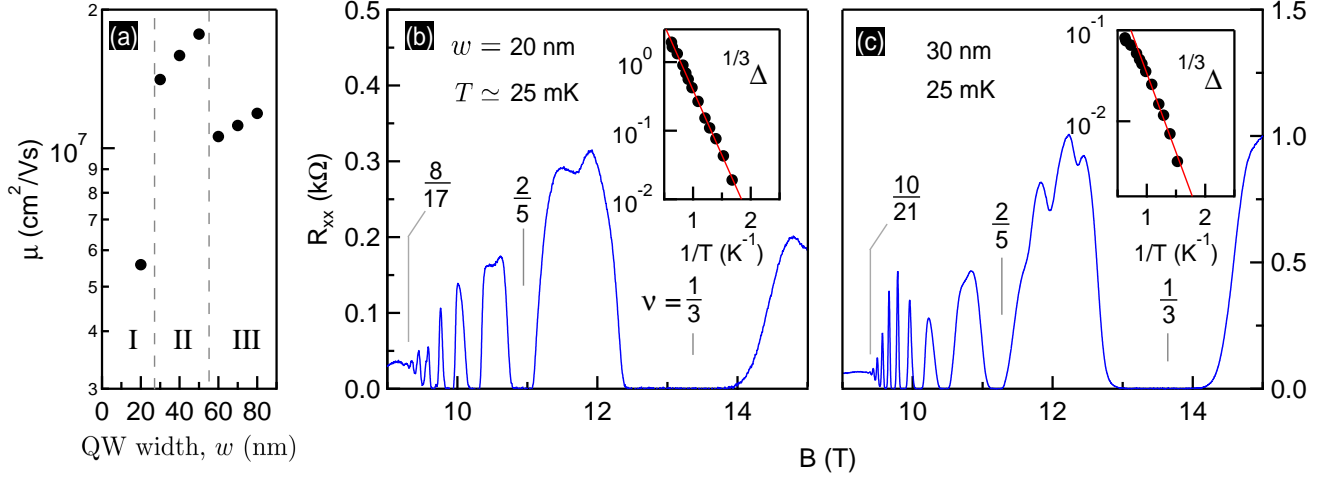 (a)
2
10^7
9
8
7
6
5
4
3
μ (cm^2/Vs)
I II III
0 20 40 60 80
QW width, w (nm)
(b)
w = 20 nm
T ≃ 25 mK
0.5
0.4
0.3
0.2
0.1
0.0
R_xx (kΩ)
8/17
2/5
ν = 1/3
10 12 14
^{1/3}Δ
10^0
10^-1
10^-2
1 2
1/T (K^-1)
(c)
30 nm
25 mK
10/21
2/5
1/3
10 12 14
^{1/3}Δ
10^-1
10^-2
1 2
1/T (K^-1)
1.5
1.0
0.5
0.0
B (T)